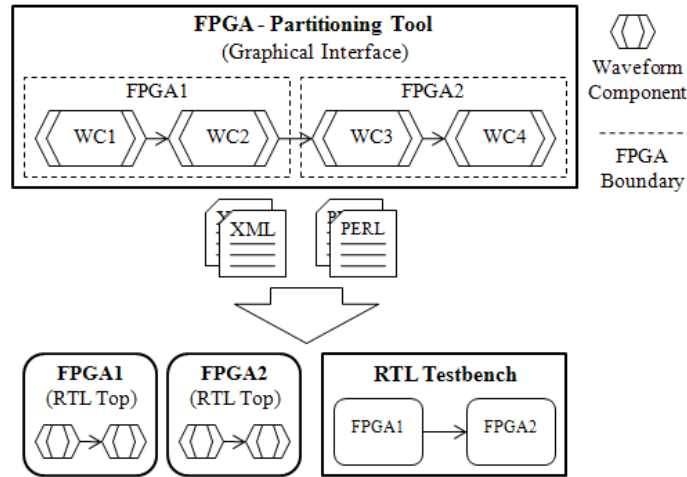 FPGA - Partitioning Tool
(Graphical Interface)
FPGA1
FPGA2
WC1
WC2
WC3
WC4
Waveform
Component
FPGA
Boundary
XML
PERL
FPGA1
(RTL Top)
FPGA2
(RTL Top)
RTL Testbench
FPGA1
FPGA2